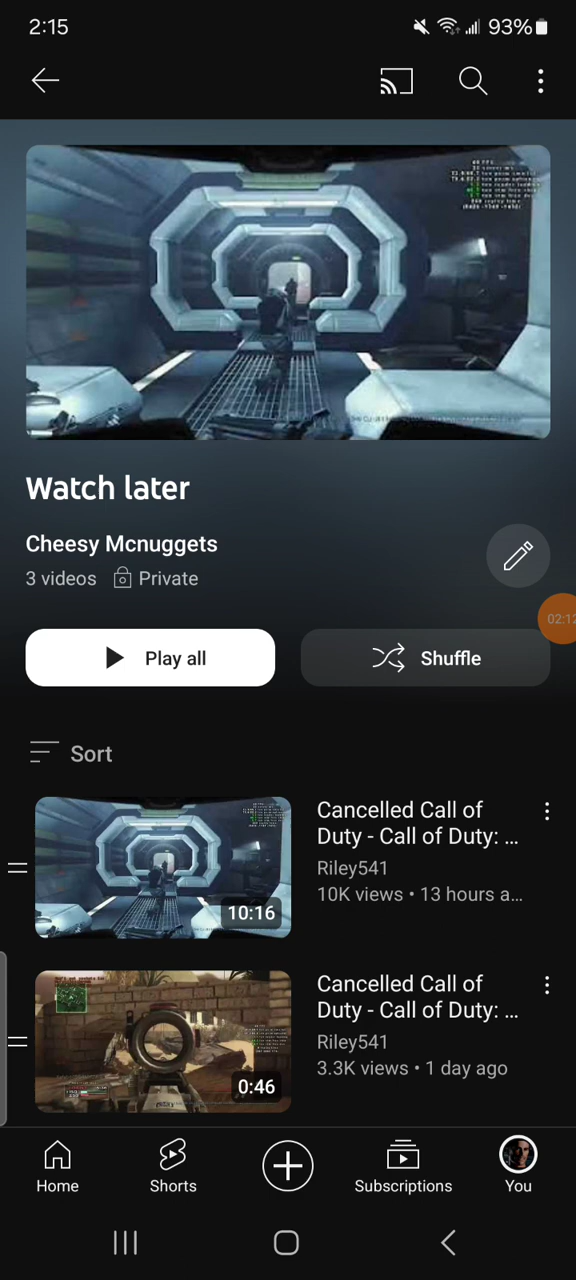 2:15
93%
Watch later
Cheesy Mcnuggets
3 videos Private
02:12
Play all
Shuffle
Sort
Cancelled Call of
Duty - Call of Duty: ...
Riley541
10K views • 13 hours a...
10:16
Cancelled Call of
Duty - Call of Duty: ...
Riley541
3.3K views • 1 day ago
0:46
Home
Shorts
Subscriptions
You